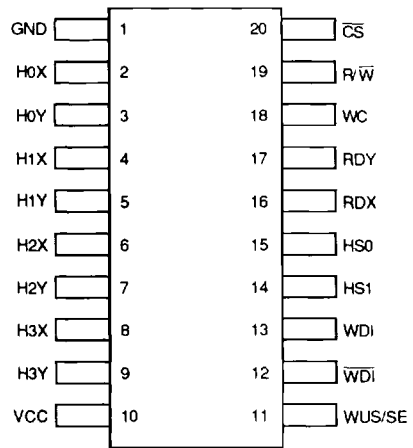 GND 1 20 C̅S̅
H0X 2 19 R/W̅
H0Y 3 18 WC
H1X 4 17 RDY
H1Y 5 16 RDX
H2X 6 15 HS0
H2Y 7 14 HS1
H3X 8 13 WDI
H3Y 9 12 W̅D̅I̅
VCC 10 11 WUS/SE